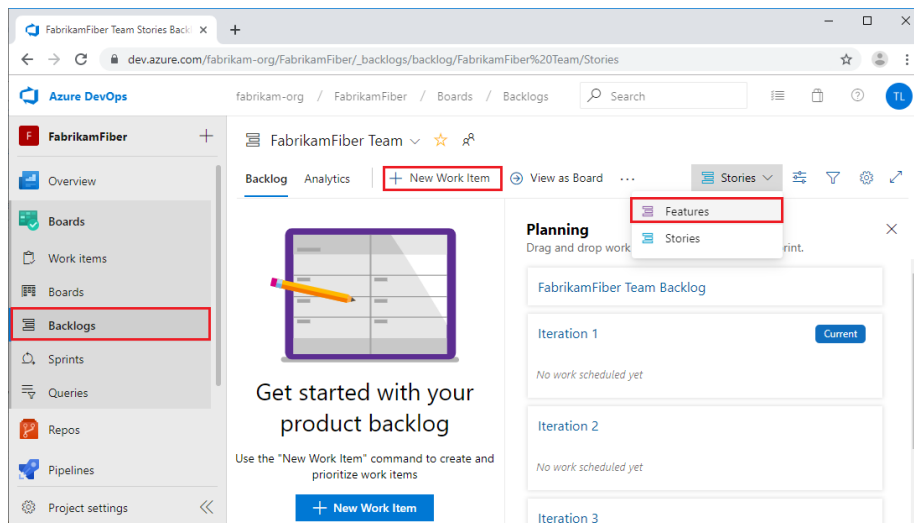 FabrikamFiber Team Stories Backl
dev.azure.com/fabrikam-org/FabrikamFiber/_backlogs/backlog/FabrikamFiber%20Team/Stories
Azure DevOps
fabrikam-org / FabrikamFiber / Boards / Backlogs
Search
TL
F FabrikamFiber
FabrikamFiber Team
Backlog Analytics + New Work Item View as Board ... Stories
Features
Stories
Overview
Boards
Work items
Boards
Backlogs
Sprints
Queries
Repos
Pipelines
Project settings
Get started with your
product backlog
Use the "New Work Item" command to create and
prioritize work items
+ New Work Item
Planning
Drag and drop work rint.
FabrikamFiber Team Backlog
Iteration 1 Current
No work scheduled yet
Iteration 2
No work scheduled yet
Iteration 3